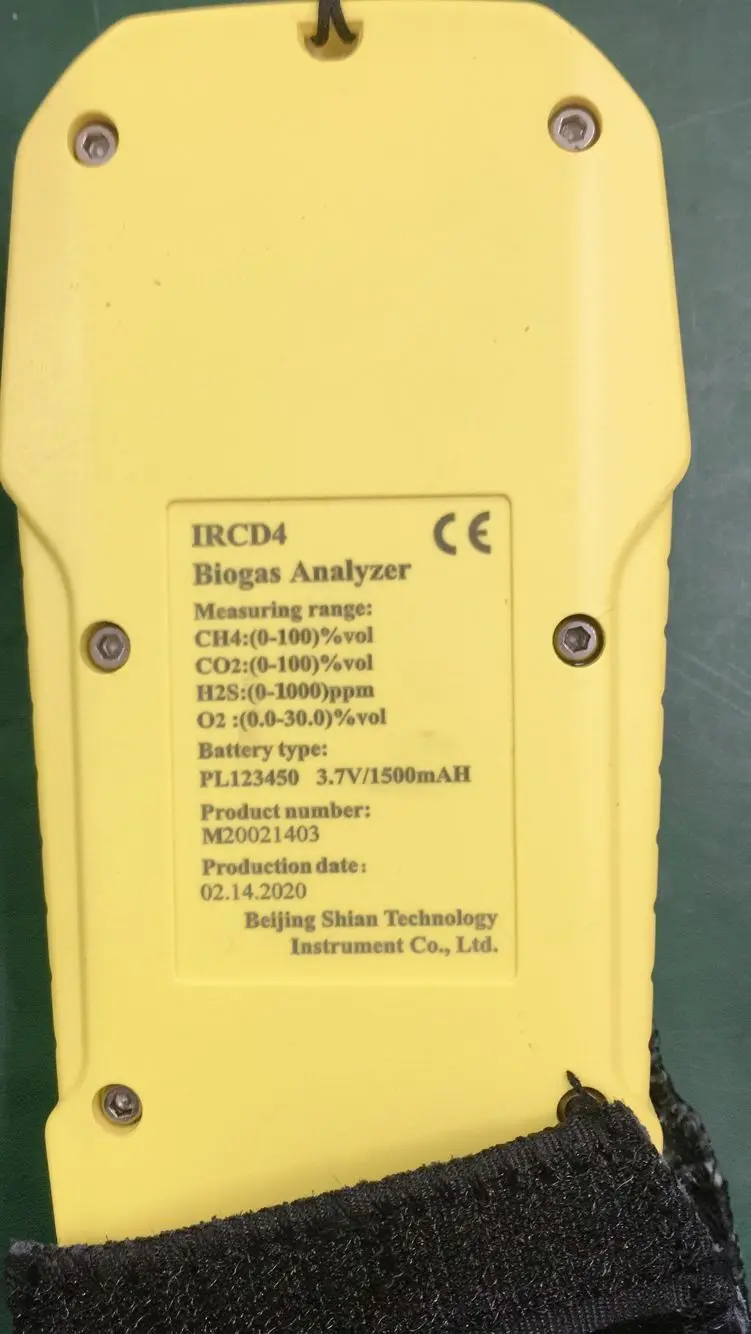 IRCD4 CE
Biogas Analyzer
Measuring range:
CH4:(0-100)%vol
CO2:(0-100)%vol
H2S:(0-1000)ppm
O2 :(0.0-30.0)%vol
Battery type:
PL123450 3.7V/1500mAH
Product number:
M20021403
Production date:
02.14.2020
Beijing Shian Technology
Instrument Co., Ltd.